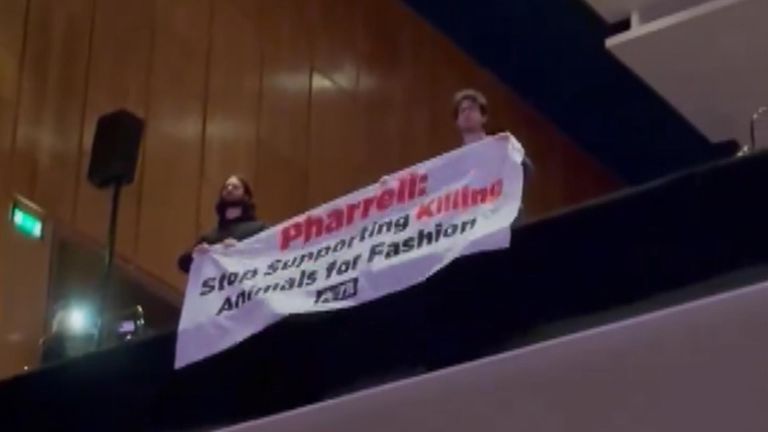 Pharrell:
Stop Supporting Killing
Animals for Fashion
PETA